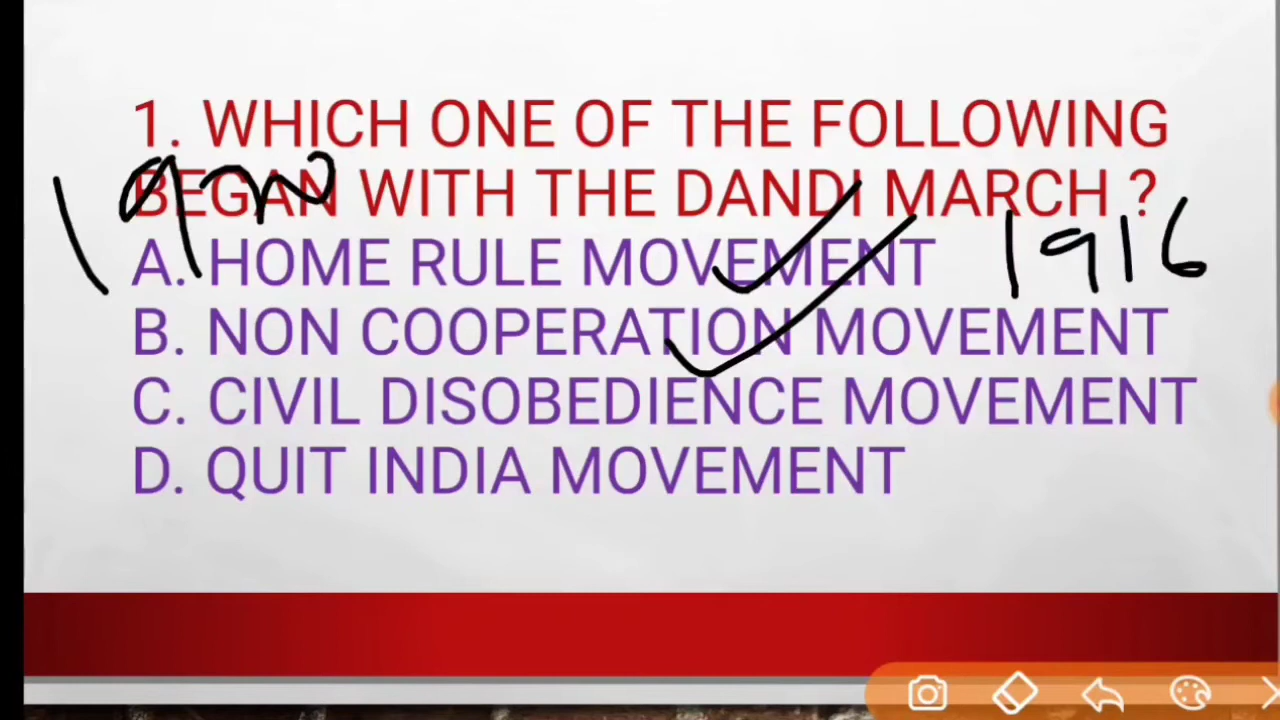 1. WHICH ONE OF THE FOLLOWING
BEGAN WITH THE DANDI MARCH ?
A. HOME RULE MOVEMENT
1916
B. NON COOPERATION MOVEMENT
C. CIVIL DISOBEDIENCE MOVEMENT
D. QUIT INDIA MOVEMENT